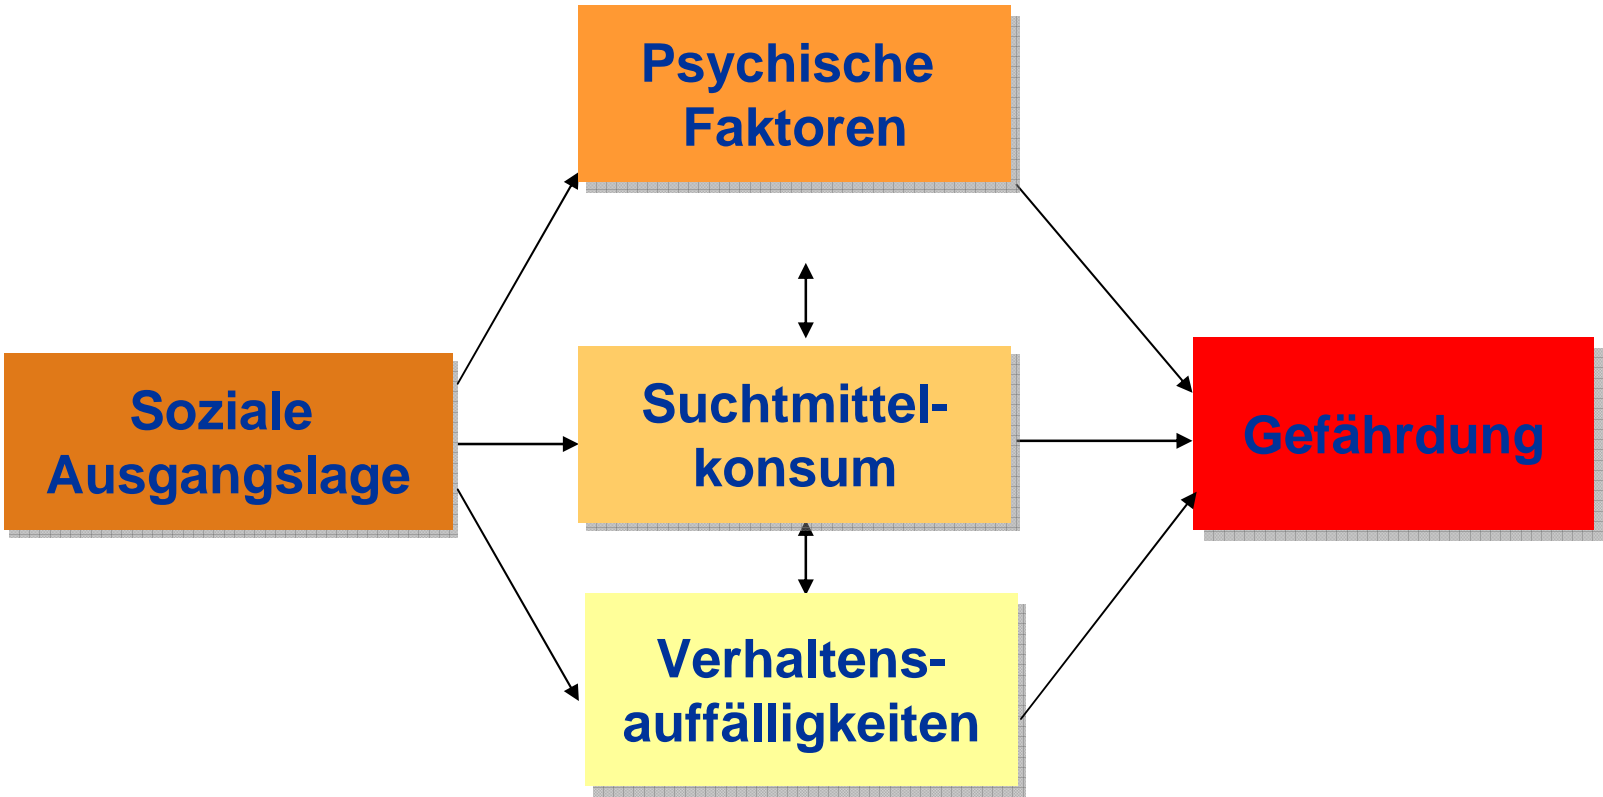 Psychische
Faktoren
Soziale
Ausgangslage
Suchtmittel-
konsum
Gefährdung
Verhaltens-
auffälligkeiten